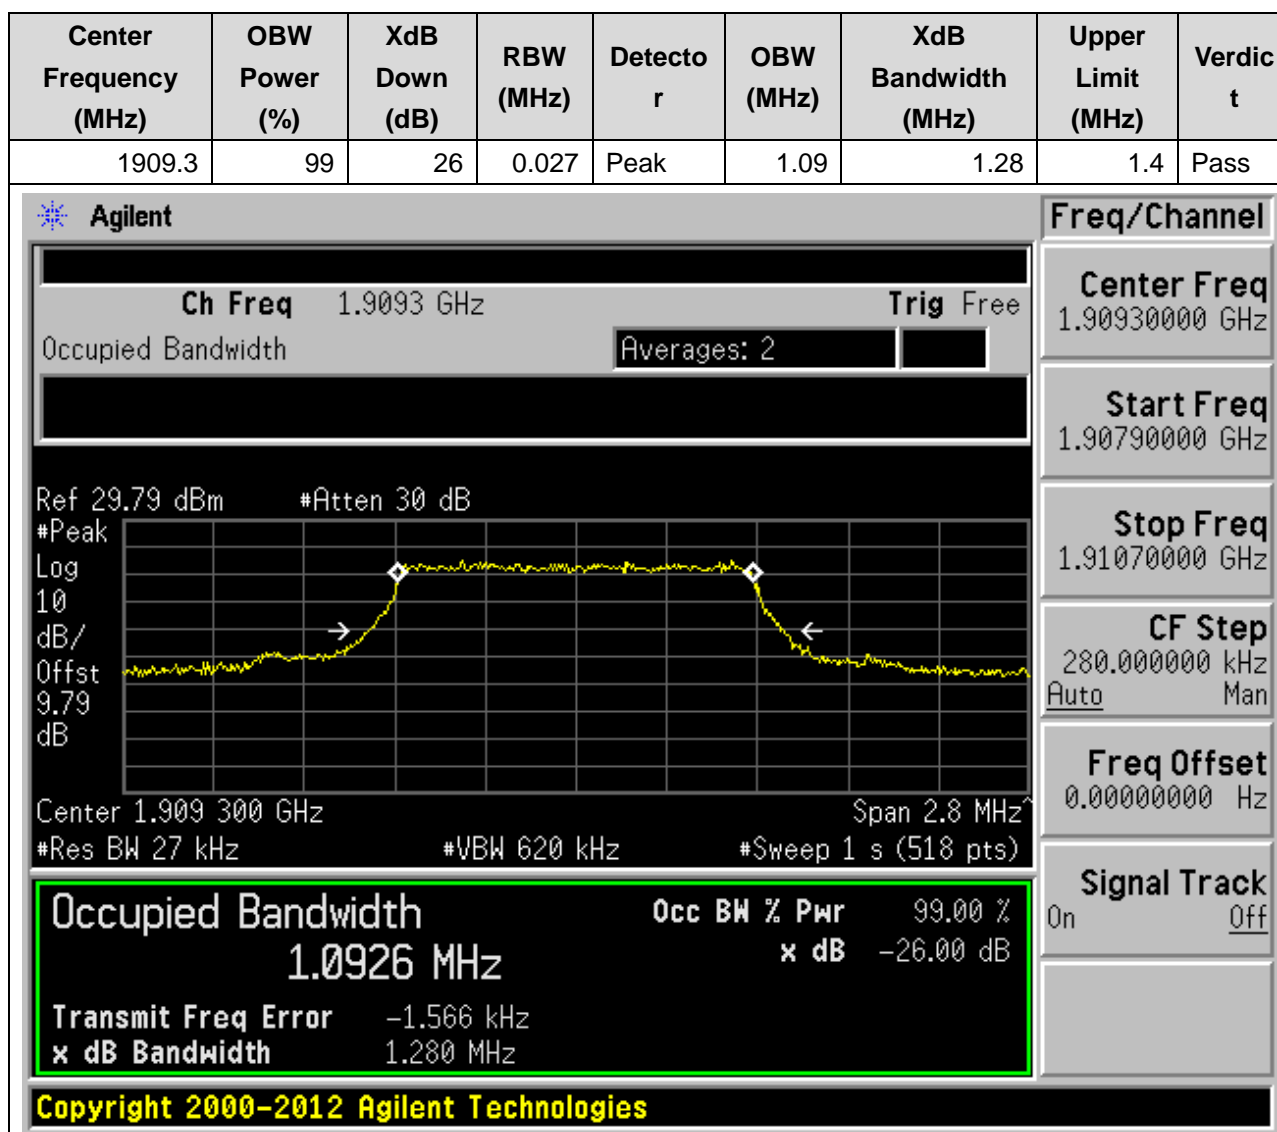 Center Frequency (MHz) OBW Power (%) XdB Down (dB) RBW (MHz) Detecto r OBW (MHz) XdB Bandwidth (MHz) Upper Limit (MHz) Verdic t
1909.3 99 26 0.027 Peak 1.09 1.28 1.4 Pass
Agilent
Freq/Channel
Ch Freq 1.9093 GHz Trig Free
Occupied Bandwidth Averages: 2
Center Freq
1.90930000 GHz
Start Freq
1.90790000 GHz
Stop Freq
1.91070000 GHz
CF Step
280.000000 kHz
Auto Man
Freq Offset
0.00000000 Hz
Signal Track
On Off
Ref 29.79 dBm #Atten 30 dB
#Peak
Log
10
dB/
Offst
9.79
dB
Center 1.909 300 GHz Span 2.8 MHz^
#Res BW 27 kHz #VBW 620 kHz #Sweep 1 s (518 pts)
Occupied Bandwidth Occ BW % Pwr 99.00 %
1.0926 MHz x dB -26.00 dB
Transmit Freq Error -1.566 kHz
x dB Bandwidth 1.280 MHz
Copyright 2000-2012 Agilent Technologies